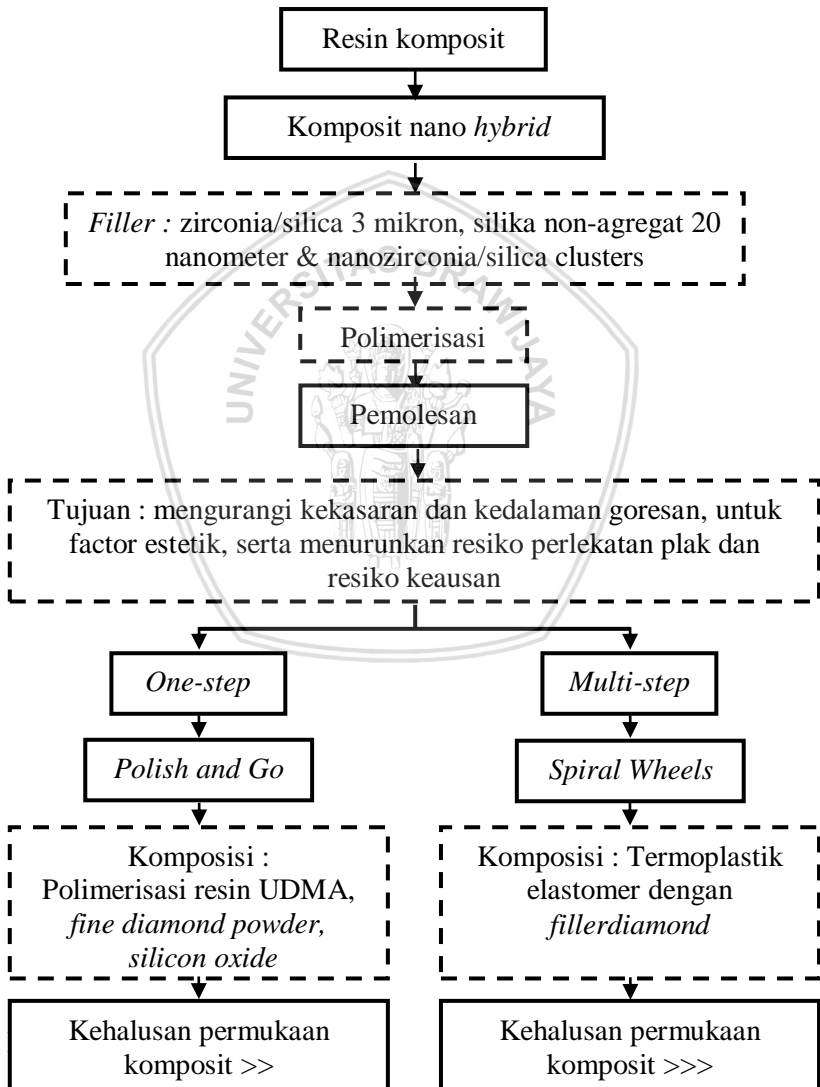 Resin komposit
Komposit nano hybrid
Filler : zirconia/silica 3 mikron, silika non-agregat 20
nanometer & nanozirconia/silica clusters
UNIVERSITAS BRAWIJAYA
Polimerisasi
Pemolesan
Tujuan : mengurangi kekasaran dan kedalaman goresan, untuk
factor estetik, serta menurunkan resiko perlekatan plak dan
resiko keausan
One-step
Multi-step
Polish and Go
Spiral Wheels
Komposisi :
Polimerisasi resin UDMA,
fine diamond powder,
silicon oxide
Komposisi : Termoplastik
elastomer dengan
fillerdiamond
Kehalusan permukaan
komposit >>
Kehalusan permukaan
komposit >>>